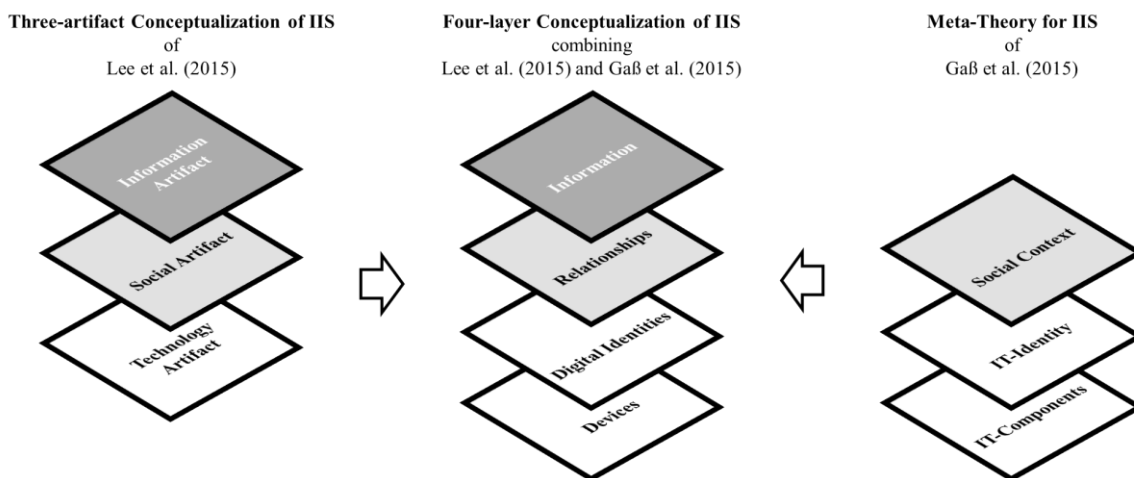 Three-artifact Conceptualization of IIS
of
Lee et al. (2015)
Information
Artifact
Social Artifact
Technology
Artifact
Four-layer Conceptualization of IIS
combining
Lee et al. (2015) and Gaß et al. (2015)
Information
Relationships
Digital Identities
Devices
Meta-Theory for IIS
of
Gaß et al. (2015)
Social Context
IT-Identity
IT-Components